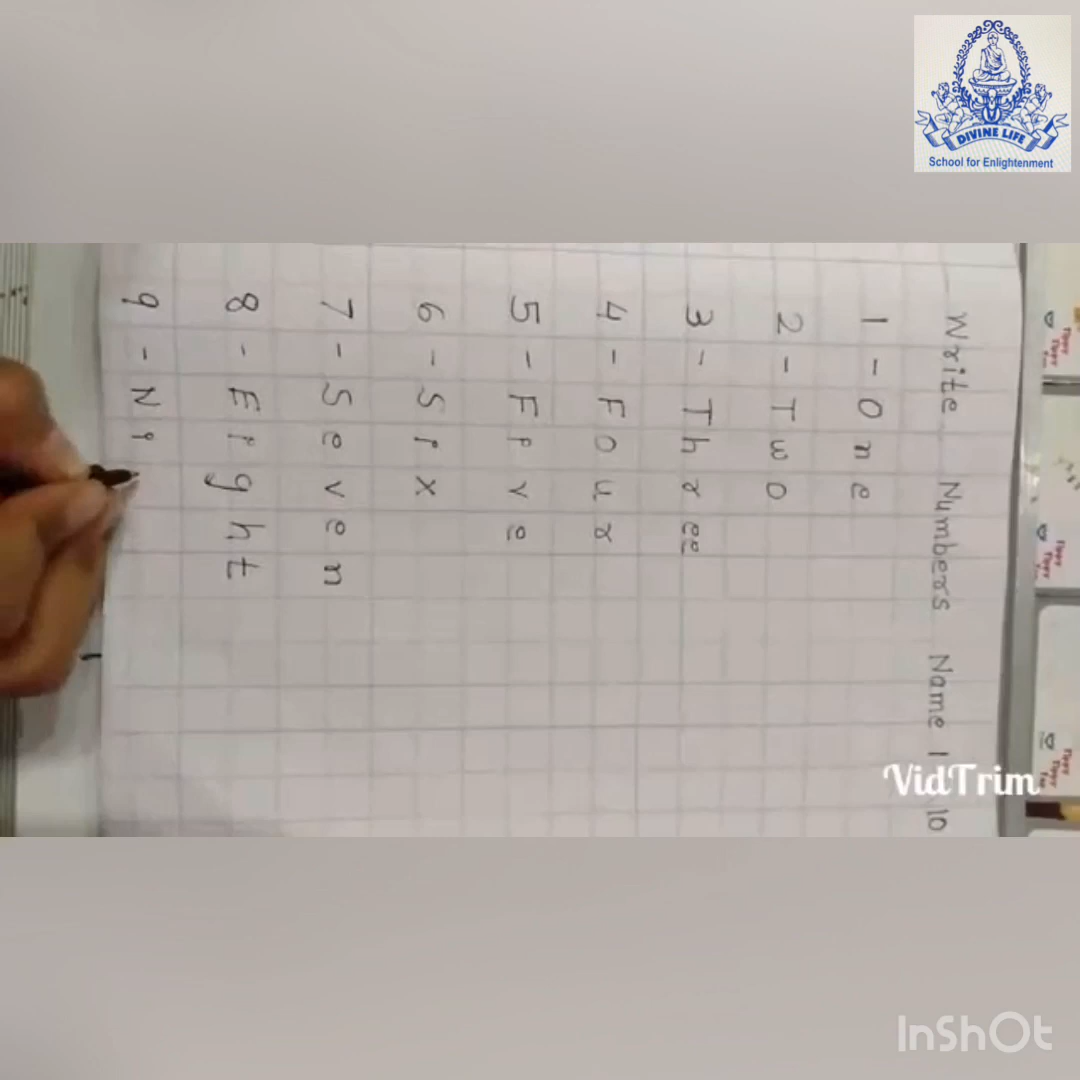 DIVINE LIFE
School for Enlightenment
Write Numbers Name 1 10
1 - One
2 - Two
3 - Three
4 - Four
5 - Five
6 - Six
7 - Seven
8 - Eight
9 - Ni
VidTrim
InShOt